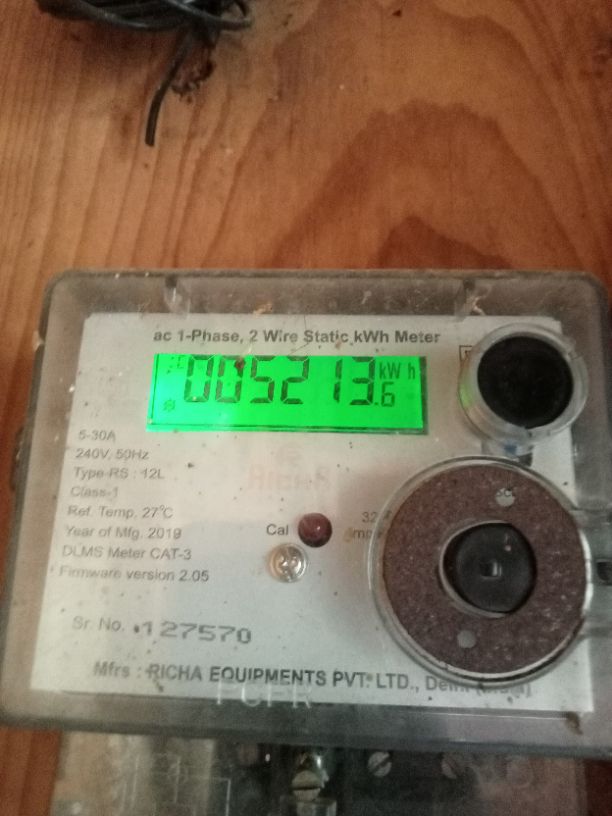 ac 1-Phase, 2 Wire Static kWh Meter
005213.6 kWh
5-30A
240V, 50Hz
Type-RS : 12L
Class-1
Ref. Temp. 27°C
Year of Mfg. 2019
DLMS Meter CAT-3
Firmware version 2.05
Cal
Sr. No. 127570
Mfrs : RICHA EQUIPMENTS PVT. LTD.,